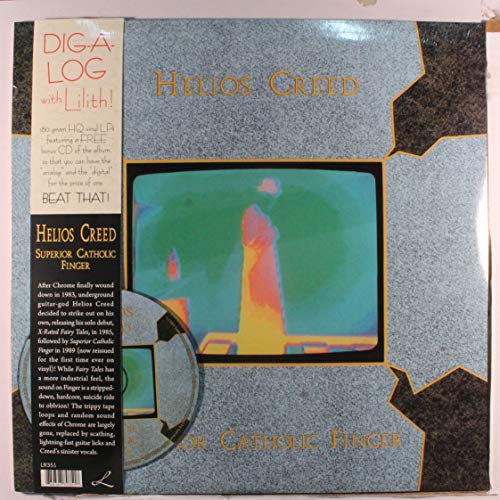 DIG-A-
LOG
with Lilith!
180-gram HQ vinyl LP!
featuring a FREE
bonus CD of the album,
so that you can have the
"analog" and the "digital"
for the price of one.
BEAT THAT!
HELIOS CREED
HELIOS CREED
SUPERIOR CATHOLIC
FINGER
After Chrome finally wound
down in 1983, underground
guitar-god Helios Creed
decided to strike out on his
own, releasing his solo debut,
X-Rated Fairy Tales, in 1985,
followed by Superior Catholic
Finger in 1989 (now reissued
for the first time ever on
vinyl)! While Fairy Tales has
a more industrial feel, the
sound on Finger is a stripped-
down, hardcore, suicide ride
to oblivion! The trippy tape
loops and random sound
effects of Chrome are largely
gone, replaced by scathing,
lightning-fast guitar licks and
Creed's sinister vocals.
LR351
L
IOR CATHOLIC FINGER